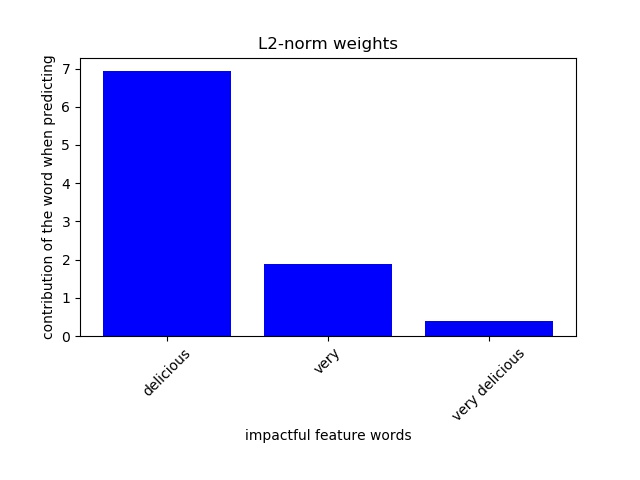 L2-norm weights
contribution of the word when predicting
7
6
5
4
3
2
1
0
delicious
very
very delicious
impactful feature words